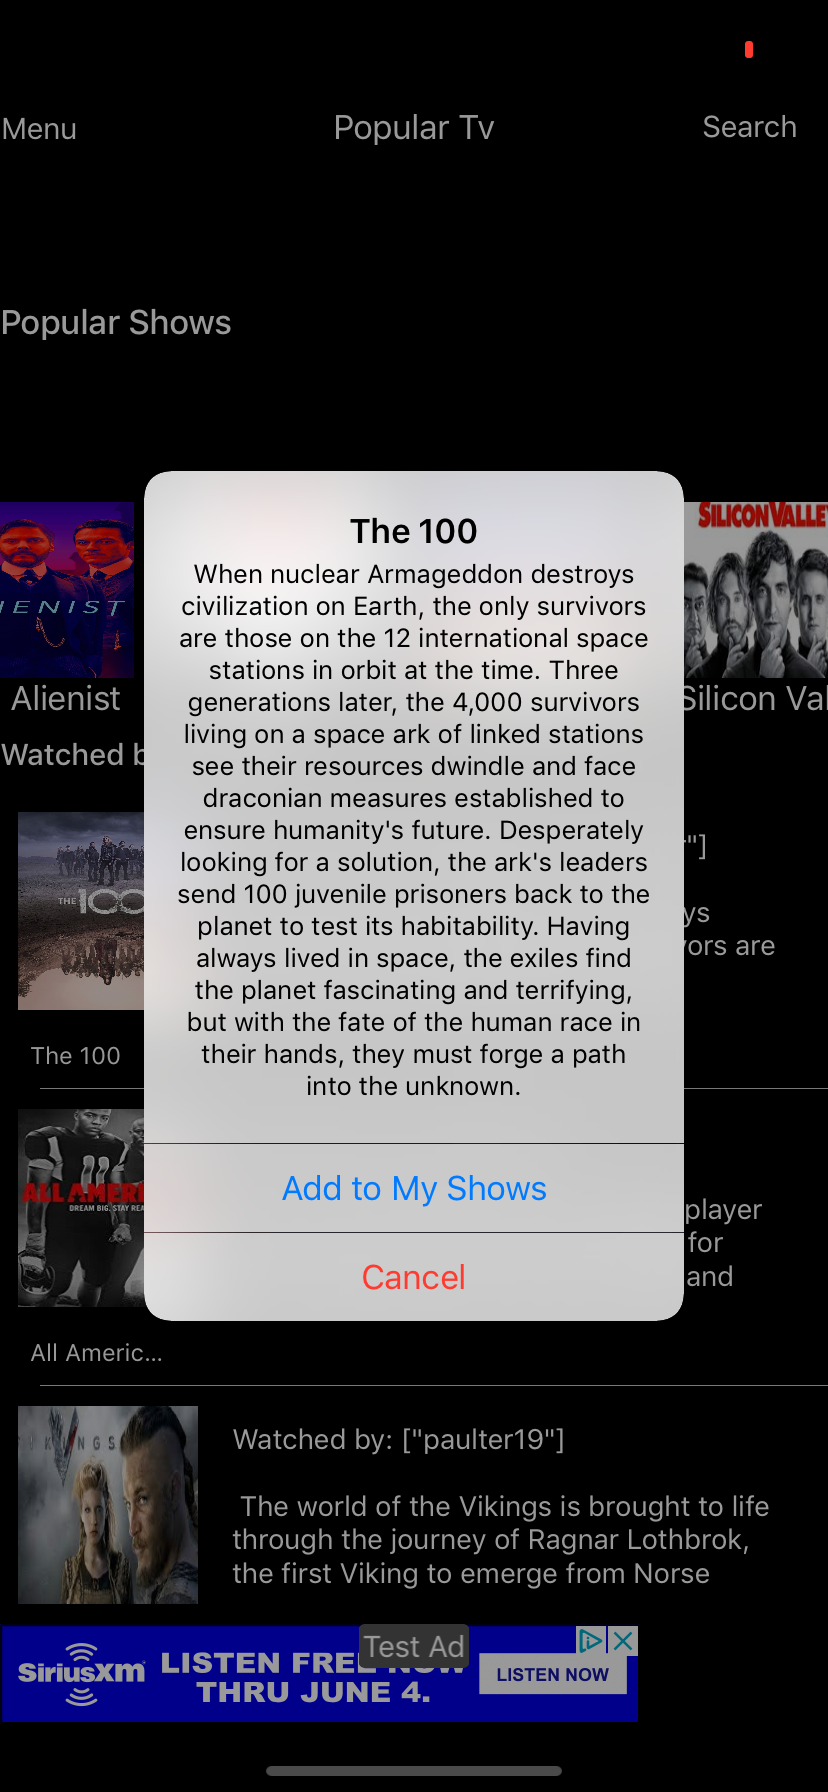 Menu
Popular Tv
Search
Popular Shows
IENIST
SILICON VALLEY
Alienist
Silicon Val
Watched b
The 100
When nuclear Armageddon destroys
civilization on Earth, the only survivors
are those on the 12 international space
stations in orbit at the time. Three
generations later, the 4,000 survivors
living on a space ark of linked stations
see their resources dwindle and face
draconian measures established to
ensure humanity's future. Desperately
looking for a solution, the ark's leaders
send 100 juvenile prisoners back to the
planet to test its habitability. Having
always lived in space, the exiles find
the planet fascinating and terrifying,
but with the fate of the human race in
their hands, they must forge a path
into the unknown.
Add to My Shows
Cancel
THE 100
"]
ys
vors are
The 100
11
ALL AMERI
DREAM BIG. STAY REA
player
for
and
All Americ...
VIKINGS
Watched by: ["paulter19"]
The world of the Vikings is brought to life
through the journey of Ragnar Lothbrok,
the first Viking to emerge from Norse
Test Ad
SiriusXm
LISTEN FREE NOW
THRU JUNE 4.
LISTEN NOW